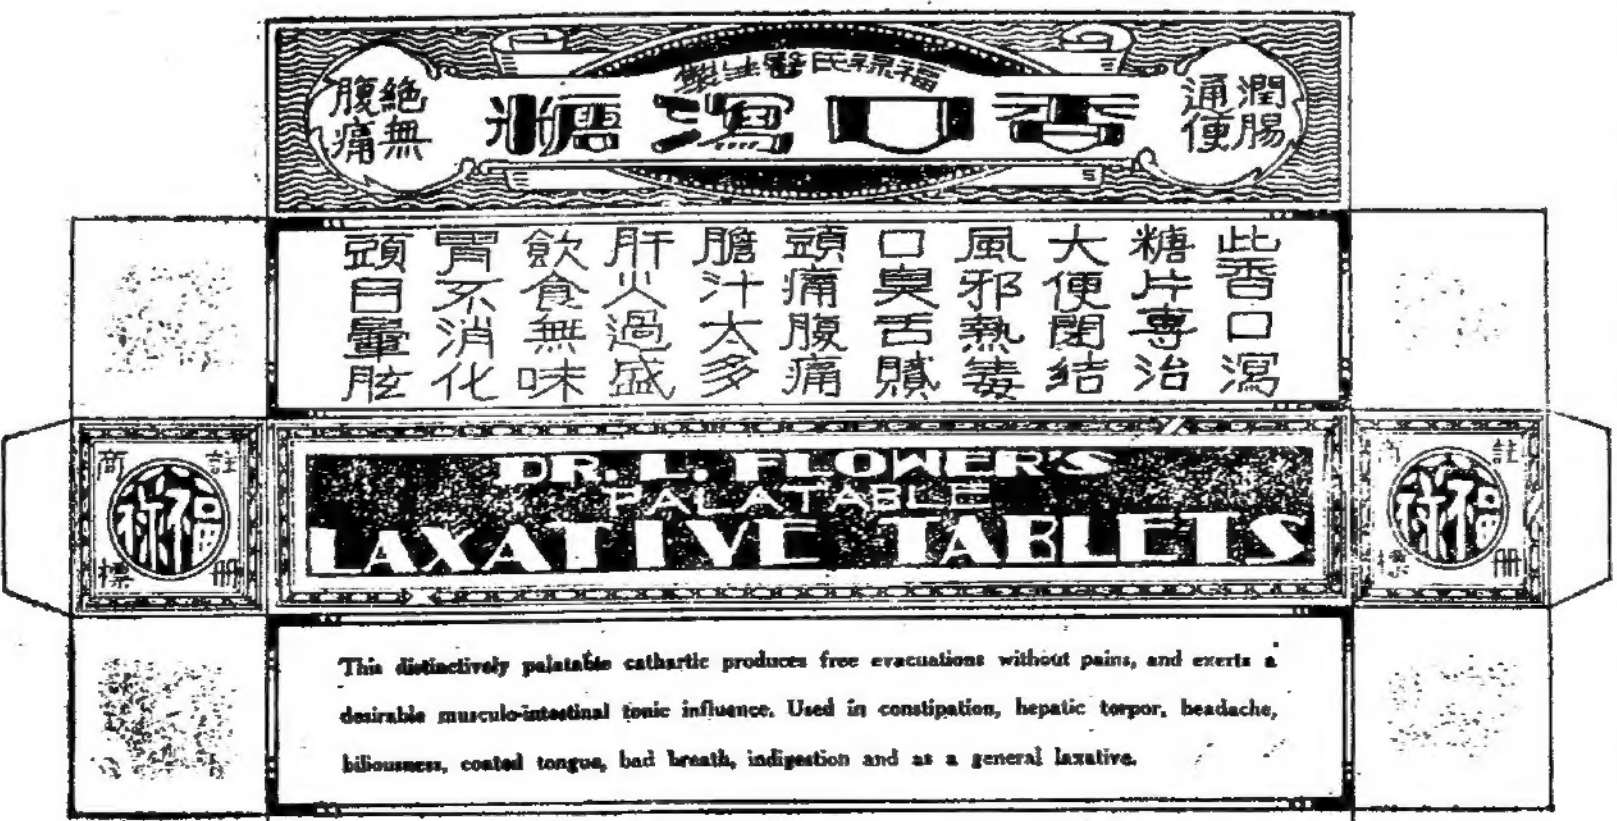 福祿氏醫製
香口瀉糖
潤腸
通便
絕無
腹痛
此香口瀉
糖片專治
大便閉結
風邪熱毒
口臭舌膩
頭痛腹痛
膽汁太多
肝火過盛
飲食無味
胃不消化
頭目暈眩
註冊商標
福祿
DR. L. FLOWER'S
PALATABLE
LAXATIVE TABLETS
註冊商標
福祿
This distinctively palatable cathartic produces free evacuations without pains, and exerts a
desirable musculo-intestinal tonic influence. Used in constipation, hepatic torpor, headache,
biliousness, coated tongue, bad breath, indigestion and as a general laxative.